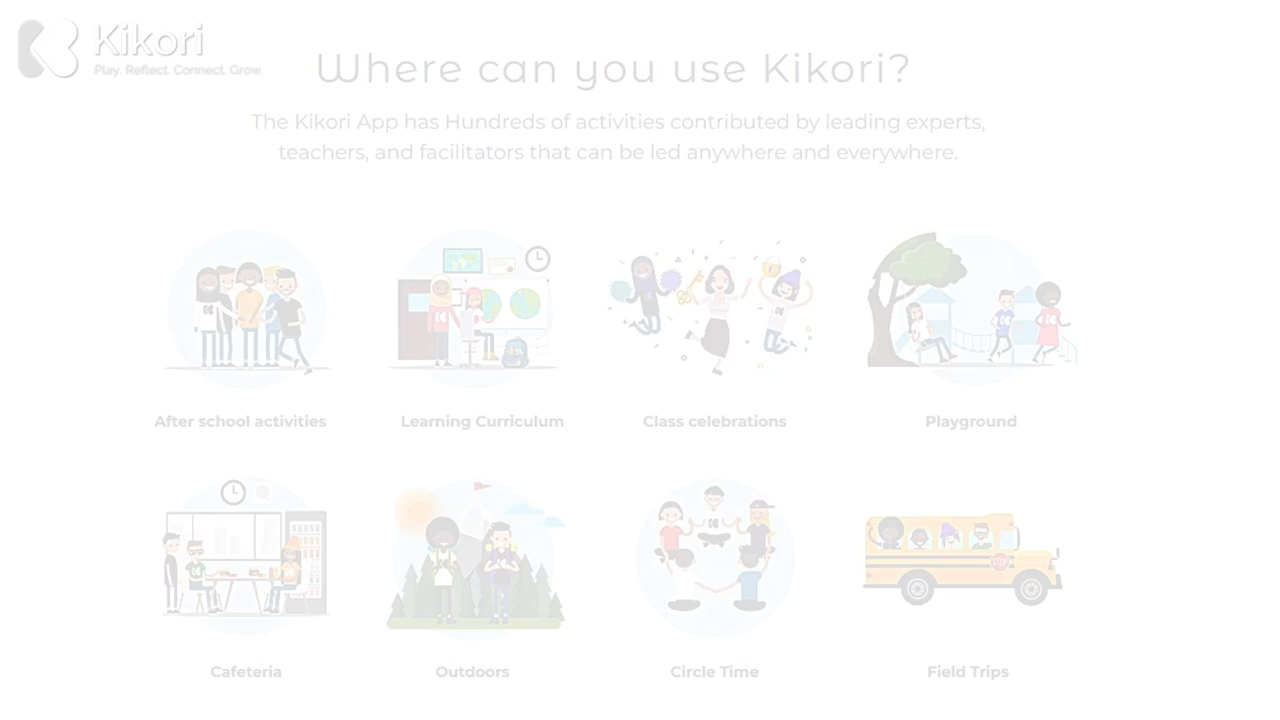 Kikori
Play. Reflect. Connect. Grow.
Where can you use Kikori?
The Kikori App has Hundreds of activities contributed by leading experts,
teachers, and facilitators that can be led anywhere and everywhere.
After school activities
Learning Curriculum
Class celebrations
Playground
Cafeteria
Outdoors
Circle Time
Field Trips